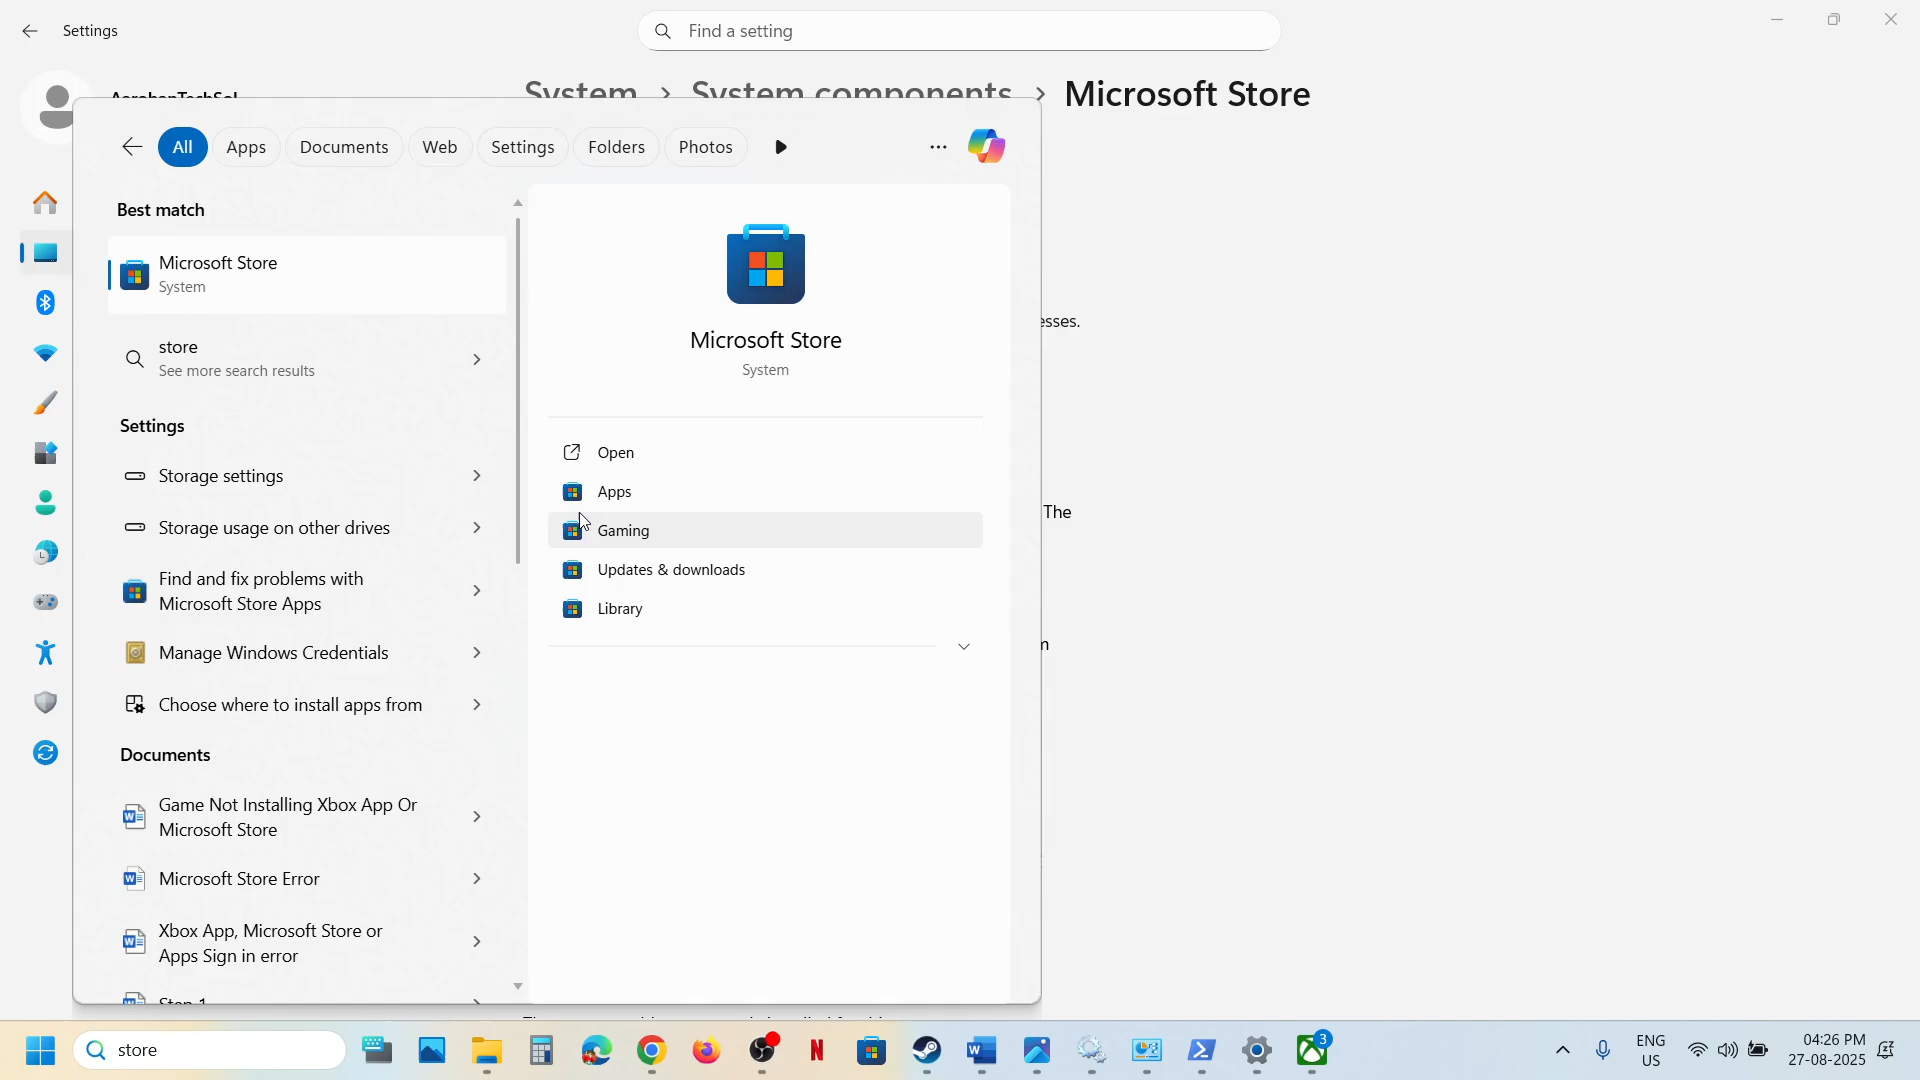 Settings
Find a setting
System > System components > Microsoft Store
All
Apps
Documents
Web
Settings
Folders
Photos
Best match
Microsoft Store
System
store
See more search results
Settings
Storage settings
Storage usage on other drives
Find and fix problems with
Microsoft Store Apps
Manage Windows Credentials
Choose where to install apps from
Documents
Game Not Installing Xbox App Or
Microsoft Store
Microsoft Store Error
Xbox App, Microsoft Store or
Apps Sign in error
Step 1
Microsoft Store
System
Open
Apps
Gaming
Updates & downloads
Library
esses.
The
store
3
ENG
US
04:26 PM
27-08-2025